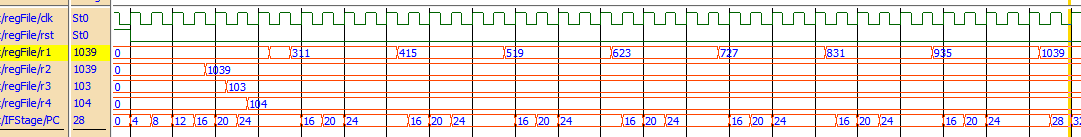 :/regFile/clk St0
:/regFile/rst St0
:/regFile/r1 1039 0 311 415 519 623 727 831 935 1039
:/regFile/r2 1039 0 1039
:/regFile/r3 103 0 103
:/regFile/r4 104 0 104
:/IFStage/PC 28 0 4 8 12 16 20 24 16 20 24 16 20 24 16 20 24 16 20 24 16 20 24 16 20 24 16 20 24 28 32